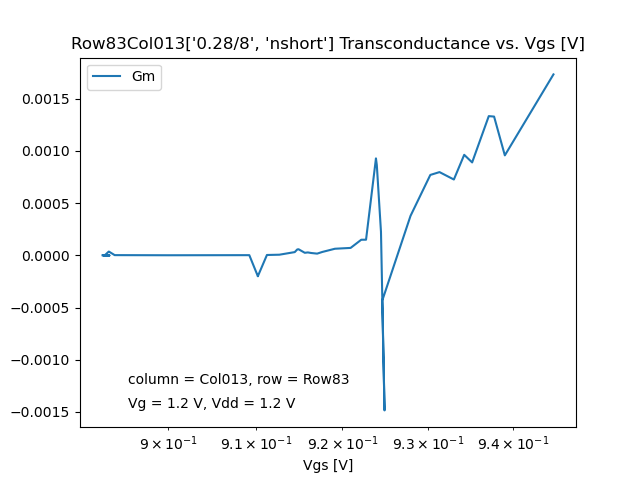 Row83Col013['0.28/8', 'nshort'] Transconductance vs. Vgs [V]
Gm
0.0015
0.0010
0.0005
0.0000
−0.0005
−0.0010
−0.0015
column = Col013, row = Row83
Vg = 1.2 V, Vdd = 1.2 V
9 × 10⁻¹ 9.1 × 10⁻¹ 9.2 × 10⁻¹ 9.3 × 10⁻¹ 9.4 × 10⁻¹
Vgs [V]